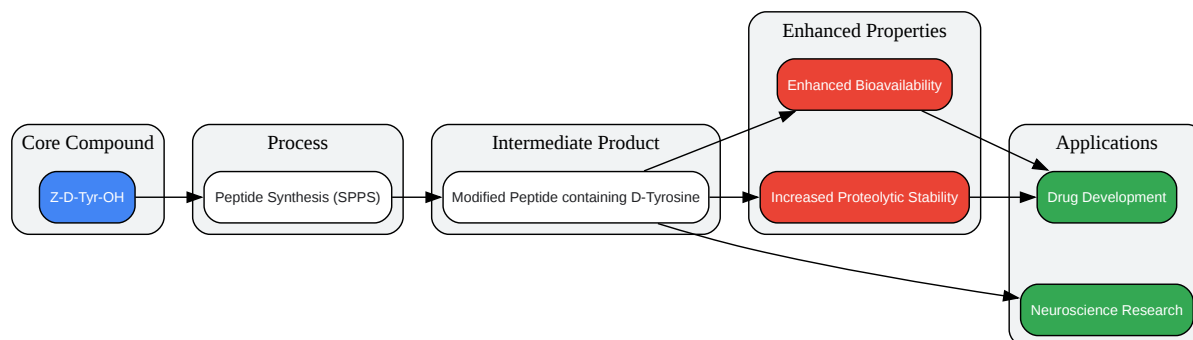 Core Compound
Z-D-Tyr-OH
Process
Peptide Synthesis (SPPS)
Intermediate Product
Modified Peptide containing D-Tyrosine
Enhanced Properties
Enhanced Bioavailability
Increased Proteolytic Stability
Applications
Drug Development
Neuroscience Research